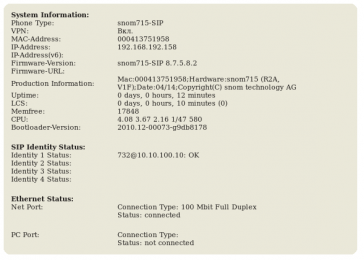 System Information:
Phone Type: snom715-SIP
VPN: Вкл.
MAC-Address: 000413751958
IP-Address: 192.168.192.158
IP-Address(v6):
Firmware-Version: snom715-SIP 8.7.5.8.2
Firmware-URL:
Production Information: Mac:000413751958;Hardware:snom715 (R2A,
V1F);Date:04/14;Copyright(C) snom technology AG
Uptime: 0 days, 0 hours, 12 minutes
LCS: 0 days, 0 hours, 10 minutes (0)
Memfree: 17848
CPU: 4.08 3.67 2.16 1/47 580
Bootloader-Version: 2010.12-00073-g9db8178
SIP Identity Status:
Identity 1 Status: 732@10.10.100.10: OK
Identity 2 Status:
Identity 3 Status:
Identity 4 Status:
Ethernet Status:
Net Port: Connection Type: 100 Mbit Full Duplex
Status: connected
PC Port: Connection Type:
Status: not connected